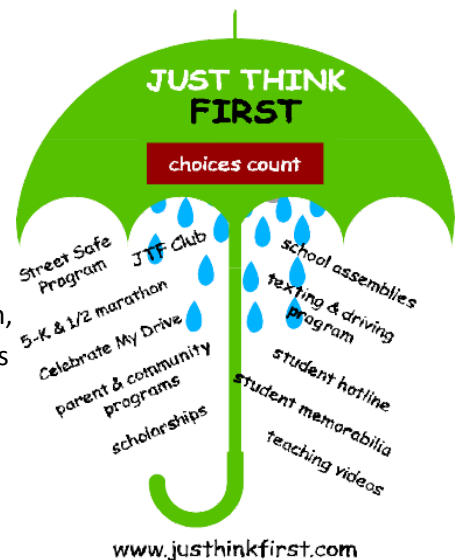 JUST THINK
FIRST
choices count
Street Safe
Program
JTF Club
5-K & 1/2 marathon
Celebrate My Drive
parent & community
programs
scholarships
school assemblies
texting & driving
program
student hotline
student memorabilia
teaching videos
www.justhinkfirst.com